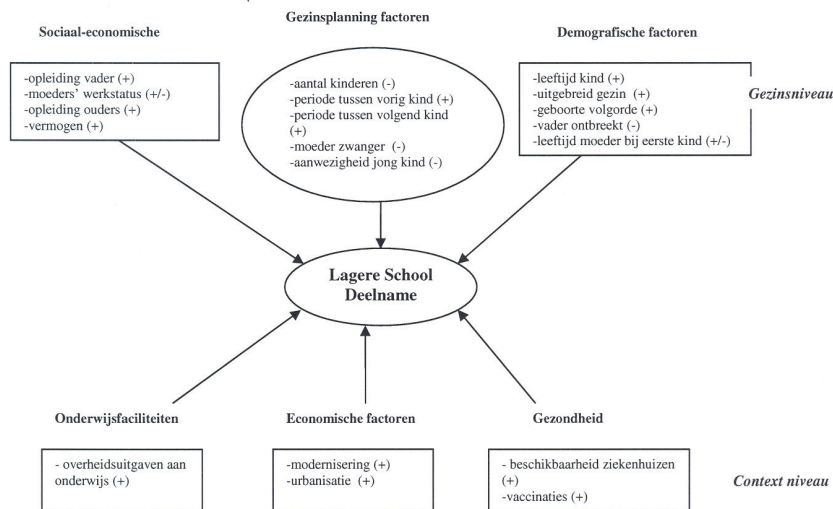 Gezinsplanning factoren
Sociaal-economische
Demografische factoren
-opleiding vader (+)
-moeders' werkstatus (+/-)
-opleiding ouders (+)
-vermogen (+)
-aantal kinderen (-)
-periode tussen vorig kind (+)
-periode tussen volgend kind
(+)
-moeder zwanger (-)
-aanwezigheid jong kind (-)
-leeftijd kind (+)
-uitgebreid gezin (+)
-geboorte volgorde (+)
-vader ontbreekt (-)
-leeftijd moeder bij eerste kind (+/-)
Gezinsniveau
Lagere School
Deelname
Onderwijsfaciliteiten
Economische factoren
Gezondheid
- overheidsuitgaven aan
onderwijs (+)
-modernisering (+)
-urbanisatie (+)
- beschikbaarheid ziekenhuizen
(+)
-vaccinaties (+)
Context niveau